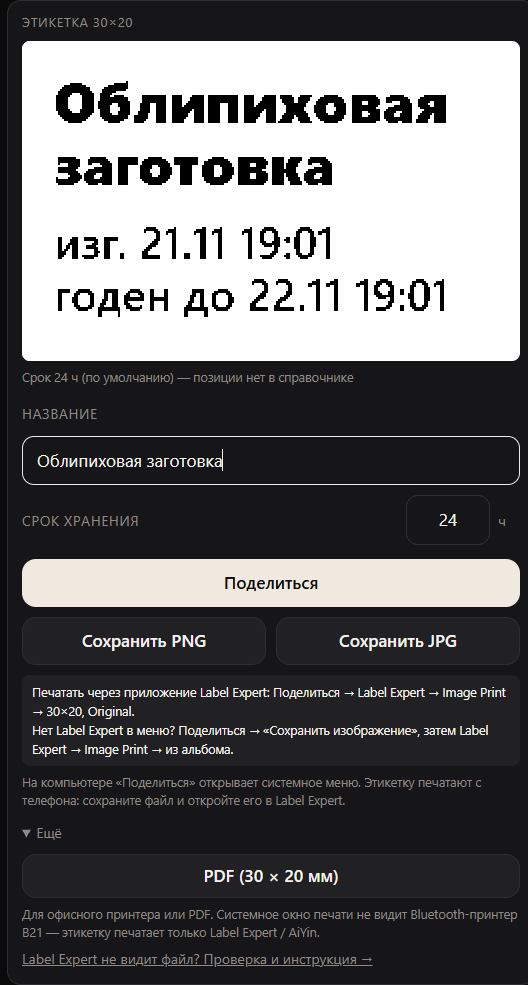 ЭТИКЕТКА 30×20
Облипиховая
заготовка
изг. 21.11 19:01
годен до 22.11 19:01
Срок 24 ч (по умолчанию) — позиции нет в справочнике
НАЗВАНИЕ
Облипиховая заготовка
СРОК ХРАНЕНИЯ 24 ч
Поделиться
Сохранить PNG Сохранить JPG
Печатать через приложение Label Expert: Поделиться → Label Expert → Image Print
→ 30×20, Original.
Нет Label Expert в меню? Поделиться → «Сохранить изображение», затем Label
Expert → Image Print → из альбома.
На компьютере «Поделиться» открывает системное меню. Этикетку печатают с
телефона: сохраните файл и откройте его в Label Expert.
▼ Ещё
PDF (30 × 20 мм)
Для офисного принтера или PDF. Системное окно печати не видит Bluetooth-принтер
B21 — этикетку печатает только Label Expert / AiYin.
Label Expert не видит файл? Проверка и инструкция →